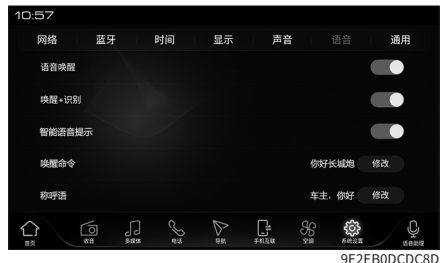 10:57
网络 蓝牙 时间 显示 声音 语音 通用
语音唤醒
唤醒+识别
智能语音提示
唤醒命令 你好长城炮 修改
称呼语 车主，你好 修改
首页 收音 多媒体 电话 导航 手机互联 空调 系统设置 语音助理
9E2EB0DCDC8D